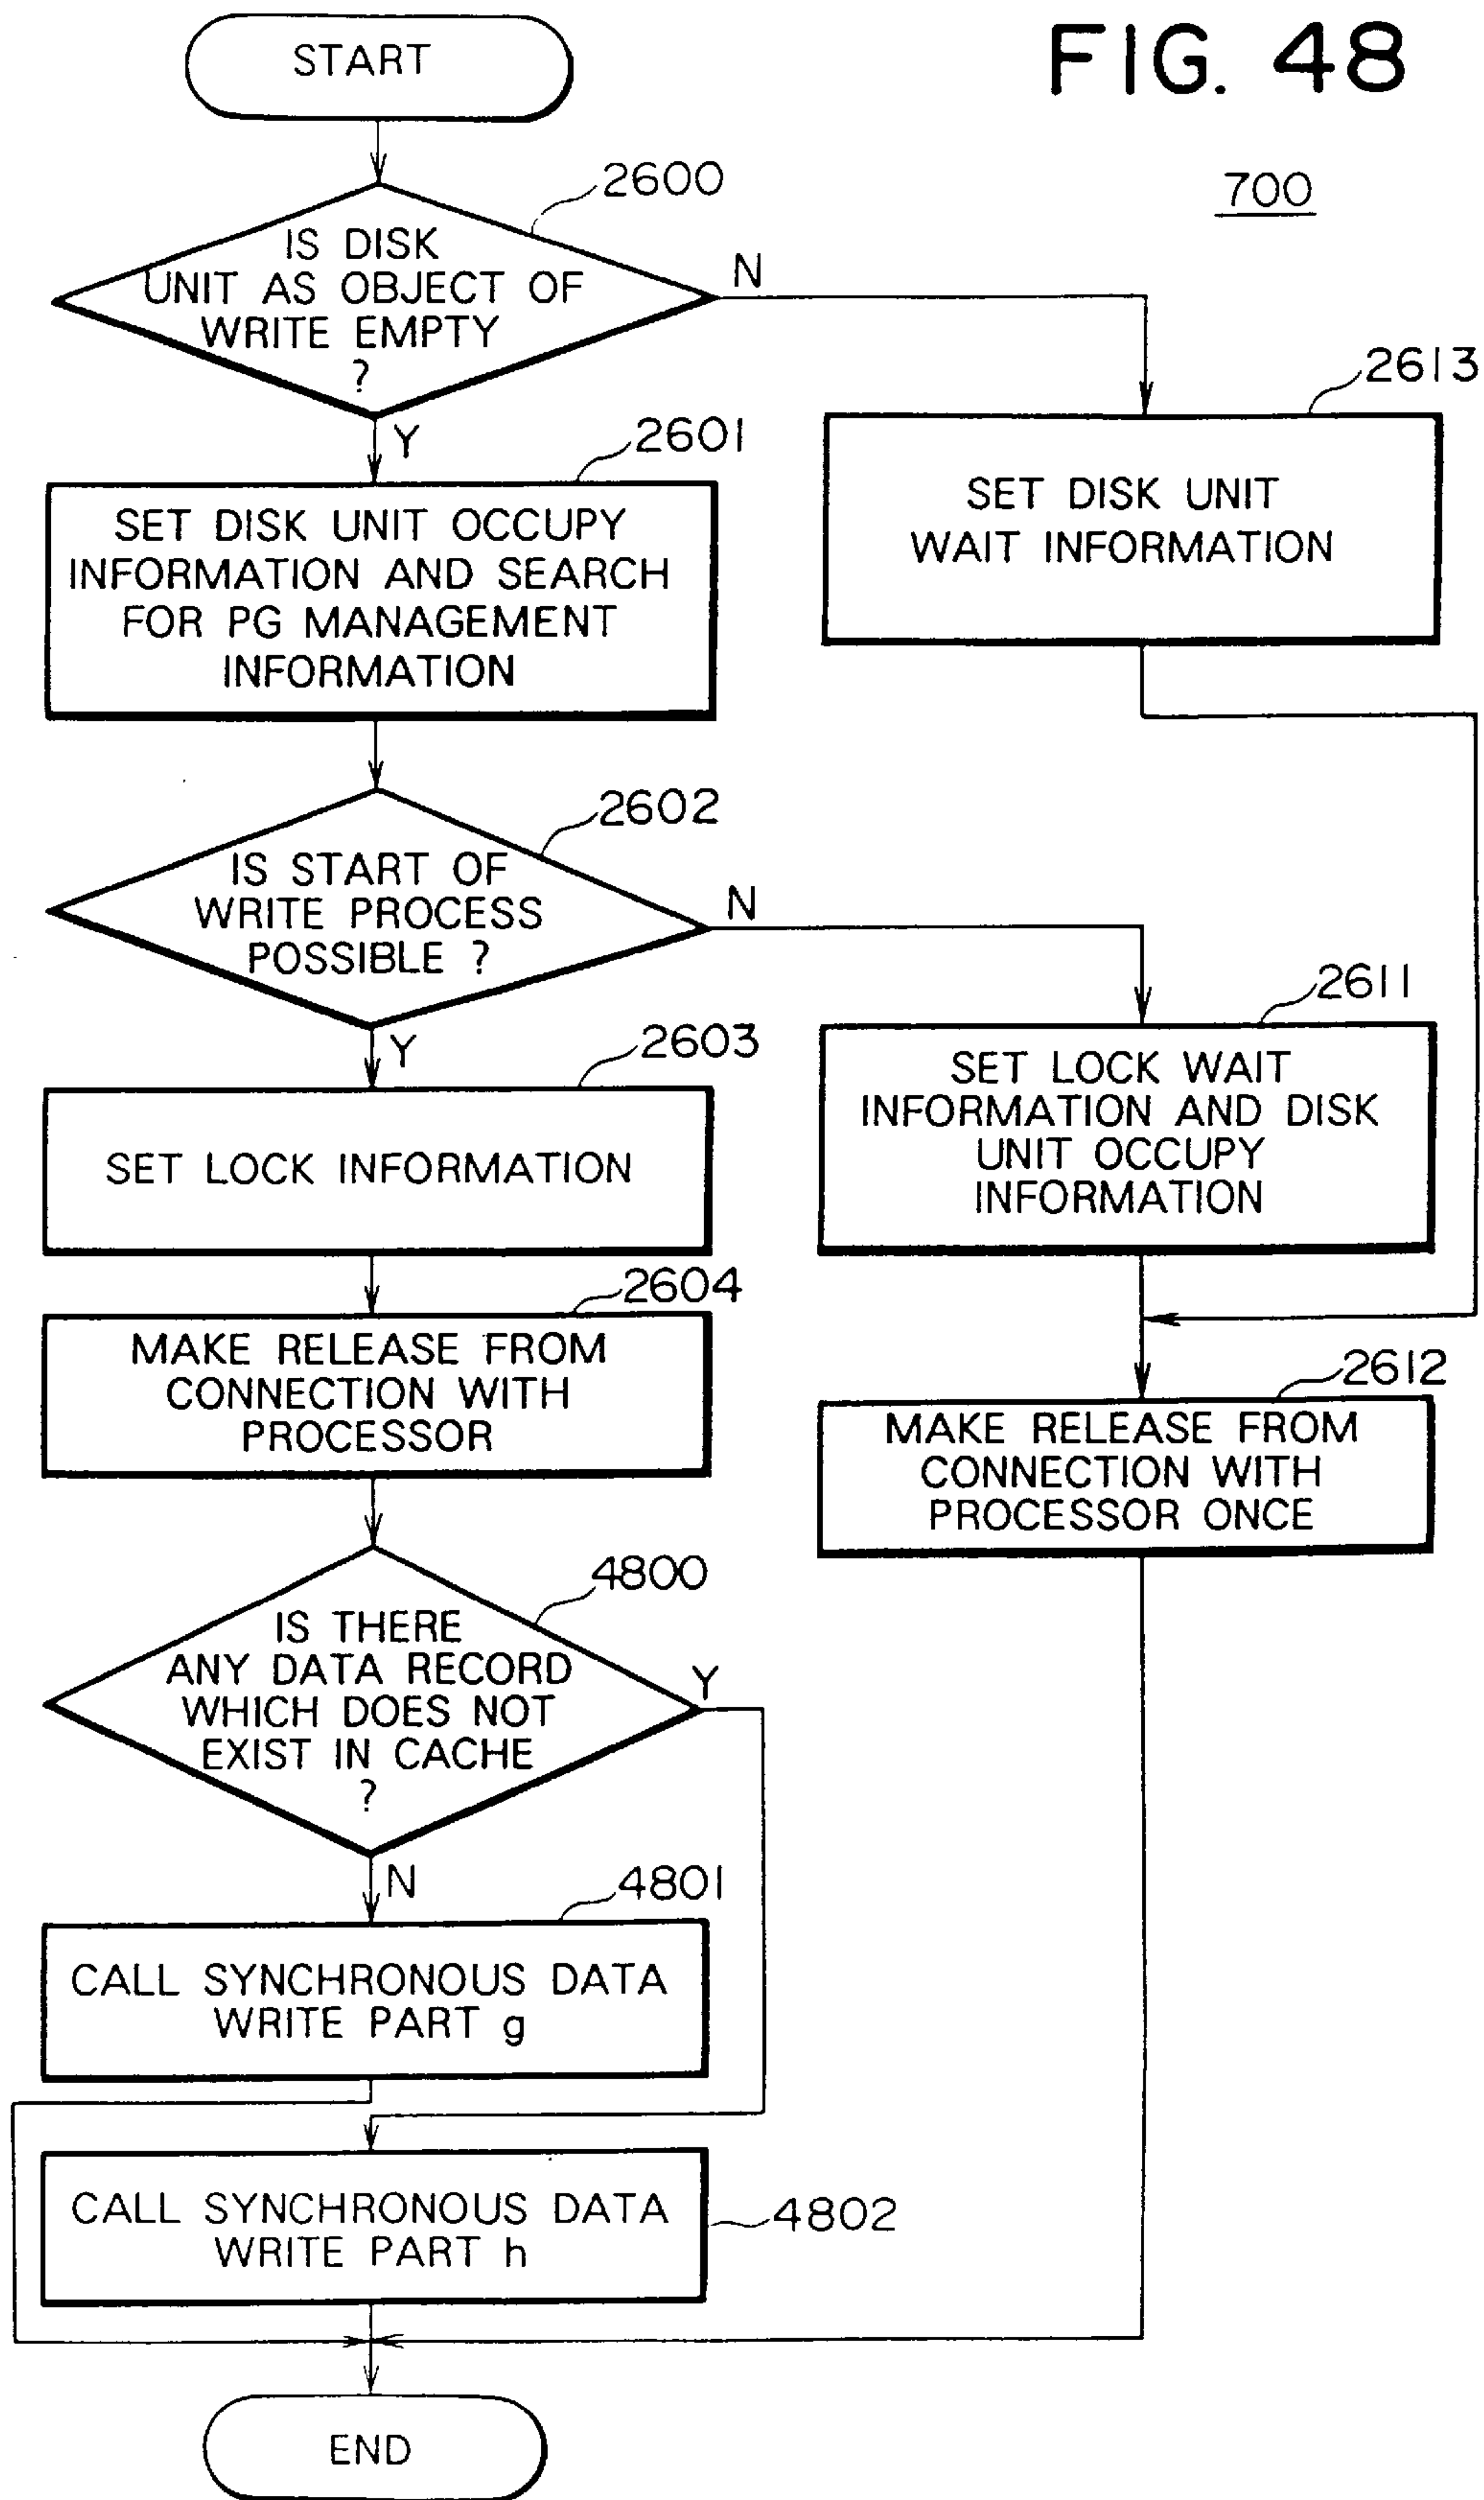 FIG. 48
700
START
2600
IS DISK
UNIT AS OBJECT OF
WRITE EMPTY
?
N
Y
2601
SET DISK UNIT OCCUPY
INFORMATION AND SEARCH
FOR PG MANAGEMENT
INFORMATION
2613
SET DISK UNIT
WAIT INFORMATION
2602
IS START OF
WRITE PROCESS
POSSIBLE ?
N
Y
2603
SET LOCK INFORMATION
2611
SET LOCK WAIT
INFORMATION AND DISK
UNIT OCCUPY
INFORMATION
2604
MAKE RELEASE FROM
CONNECTION WITH
PROCESSOR
2612
MAKE RELEASE FROM
CONNECTION WITH
PROCESSOR ONCE
4800
IS THERE
ANY DATA RECORD
WHICH DOES NOT
EXIST IN CACHE
?
Y
N
4801
CALL SYNCHRONOUS DATA
WRITE PART g
CALL SYNCHRONOUS DATA
WRITE PART h
4802
END